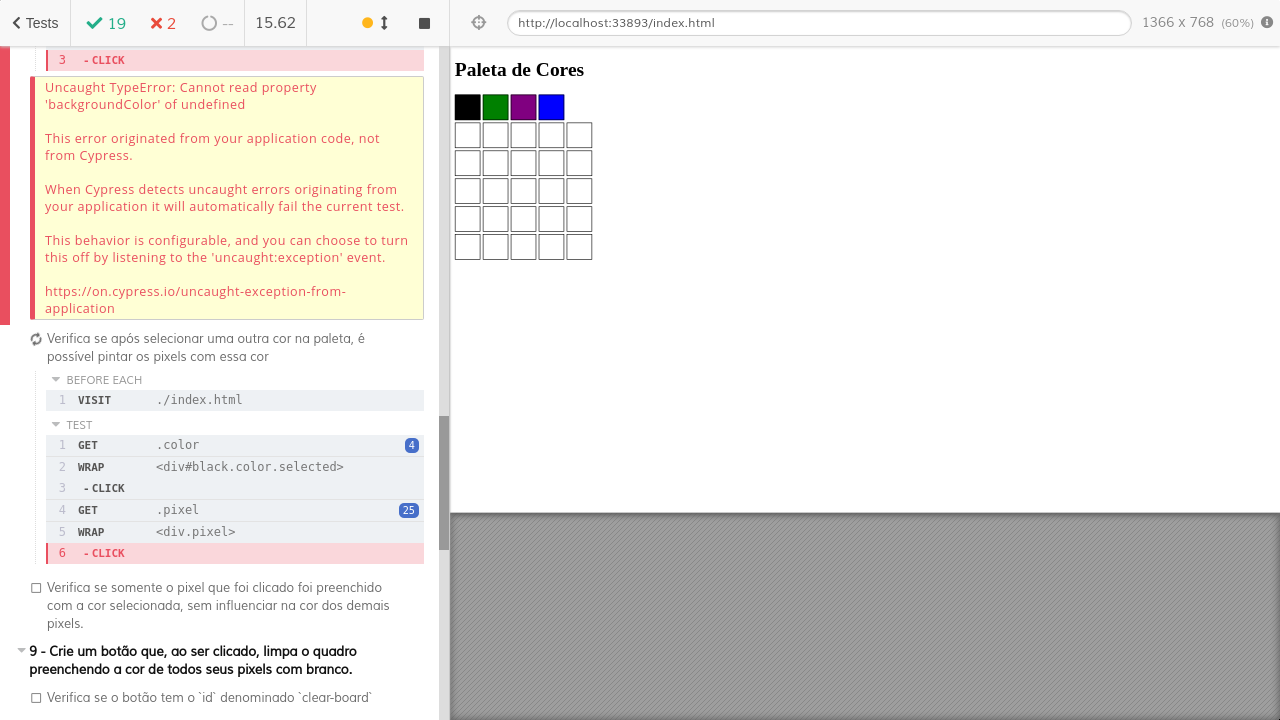 Tests 19 2 -- 15.62 http://localhost:33893/index.html 1366 x 768 (60%)
3 - CLICK
Uncaught TypeError: Cannot read property
'backgroundColor' of undefined
This error originated from your application code, not
from Cypress.
When Cypress detects uncaught errors originating from
your application it will automatically fail the current test.
This behavior is configurable, and you can choose to turn
this off by listening to the 'uncaught:exception' event.
https://on.cypress.io/uncaught-exception-from-
application
Verifica se após selecionar uma outra cor na paleta, é
possível pintar os pixels com essa cor
BEFORE EACH
1 VISIT ./index.html
TEST
1 GET .color 4
2 WRAP <div#black.color.selected>
3 - CLICK
4 GET .pixel 25
5 WRAP <div.pixel>
6 - CLICK
Verifica se somente o pixel que foi clicado foi preenchido
com a cor selecionada, sem influenciar na cor dos demais
pixels.
9 - Crie um botão que, ao ser clicado, limpa o quadro
preenchendo a cor de todos seus pixels com branco.
Verifica se o botão tem o `id` denominado `clear-board`
Paleta de Cores